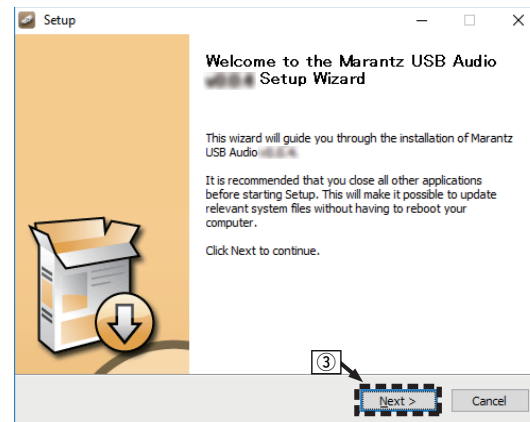 Setup
Welcome to the Marantz USB Audio
Setup Wizard
This wizard will guide you through the installation of Marantz
USB Audio
It is recommended that you close all other applications
before starting Setup. This will make it possible to update
relevant system files without having to reboot your
computer.
Click Next to continue.
③
Next >
Cancel